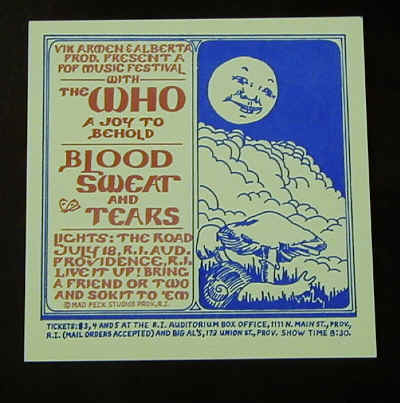 VIK ARMEN & ALBERTA
PROD. PRESENT A
POP MUSIC FESTIVAL
—WITH—
THE WHO
A JOY TO
BEHOLD
BLOOD
SWEAT
AND
& TEARS
LIGHTS: THE ROAD
JULY 18, R.I. AUD.
PROVIDENCE, R.I.
LIVE IT UP! BRING
A FRIEND OR TWO
AND SOK IT TO 'EM
© MAD PECK STUDIOS PROV., R.I.
TICKETS: $3, 4 AND 5 AT THE R.I. AUDITORIUM BOX OFFICE, 1111 N. MAIN ST., PROV.,
R.I. (MAIL ORDERS ACCEPTED) AND BIG AL'S, 172 UNION ST., PROV. SHOW TIME 8:30.